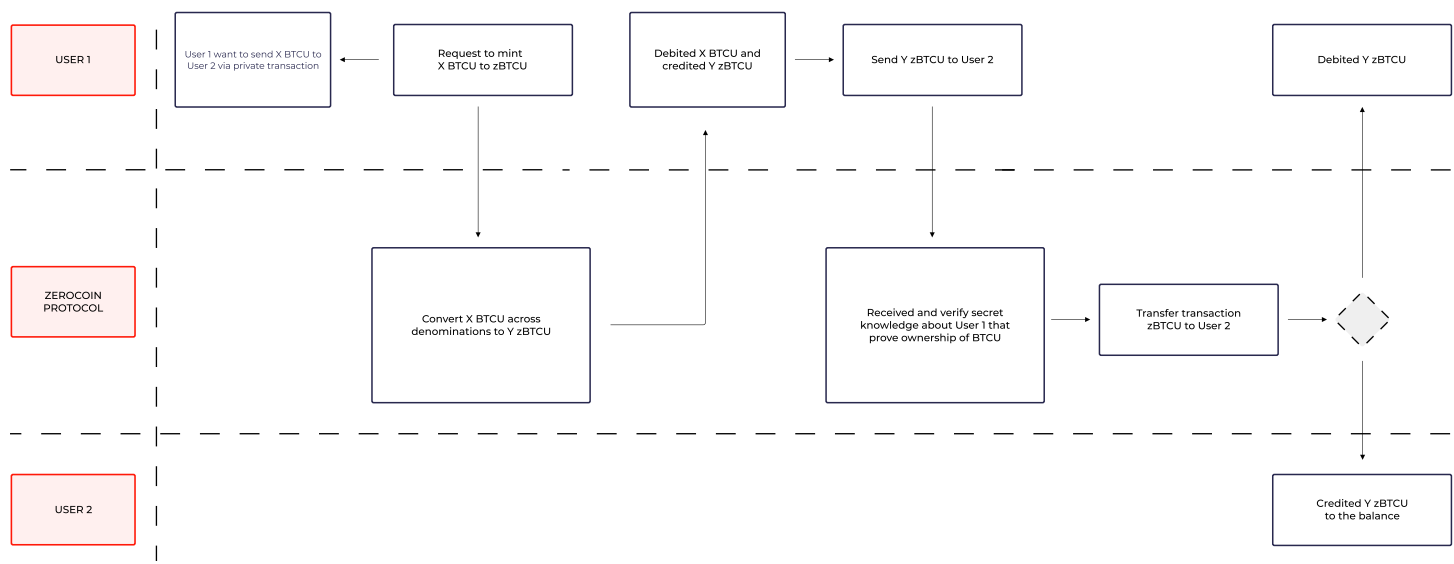 USER 1
User 1 want to send X BTCU to
User 2 via private transaction
Request to mint
X BTCU to zBTCU
Debited X BTCU and
credited Y zBTCU
Send Y zBTCU to User 2
Debited Y zBTCU
ZEROCOIN
PROTOCOL
Convert X BTCU across
denominations to Y zBTCU
Received and verify secret
knowledge about User 1 that
prove ownership of BTCU
Transfer transaction
zBTCU to User 2
USER 2
Credited Y zBTCU
to the balance